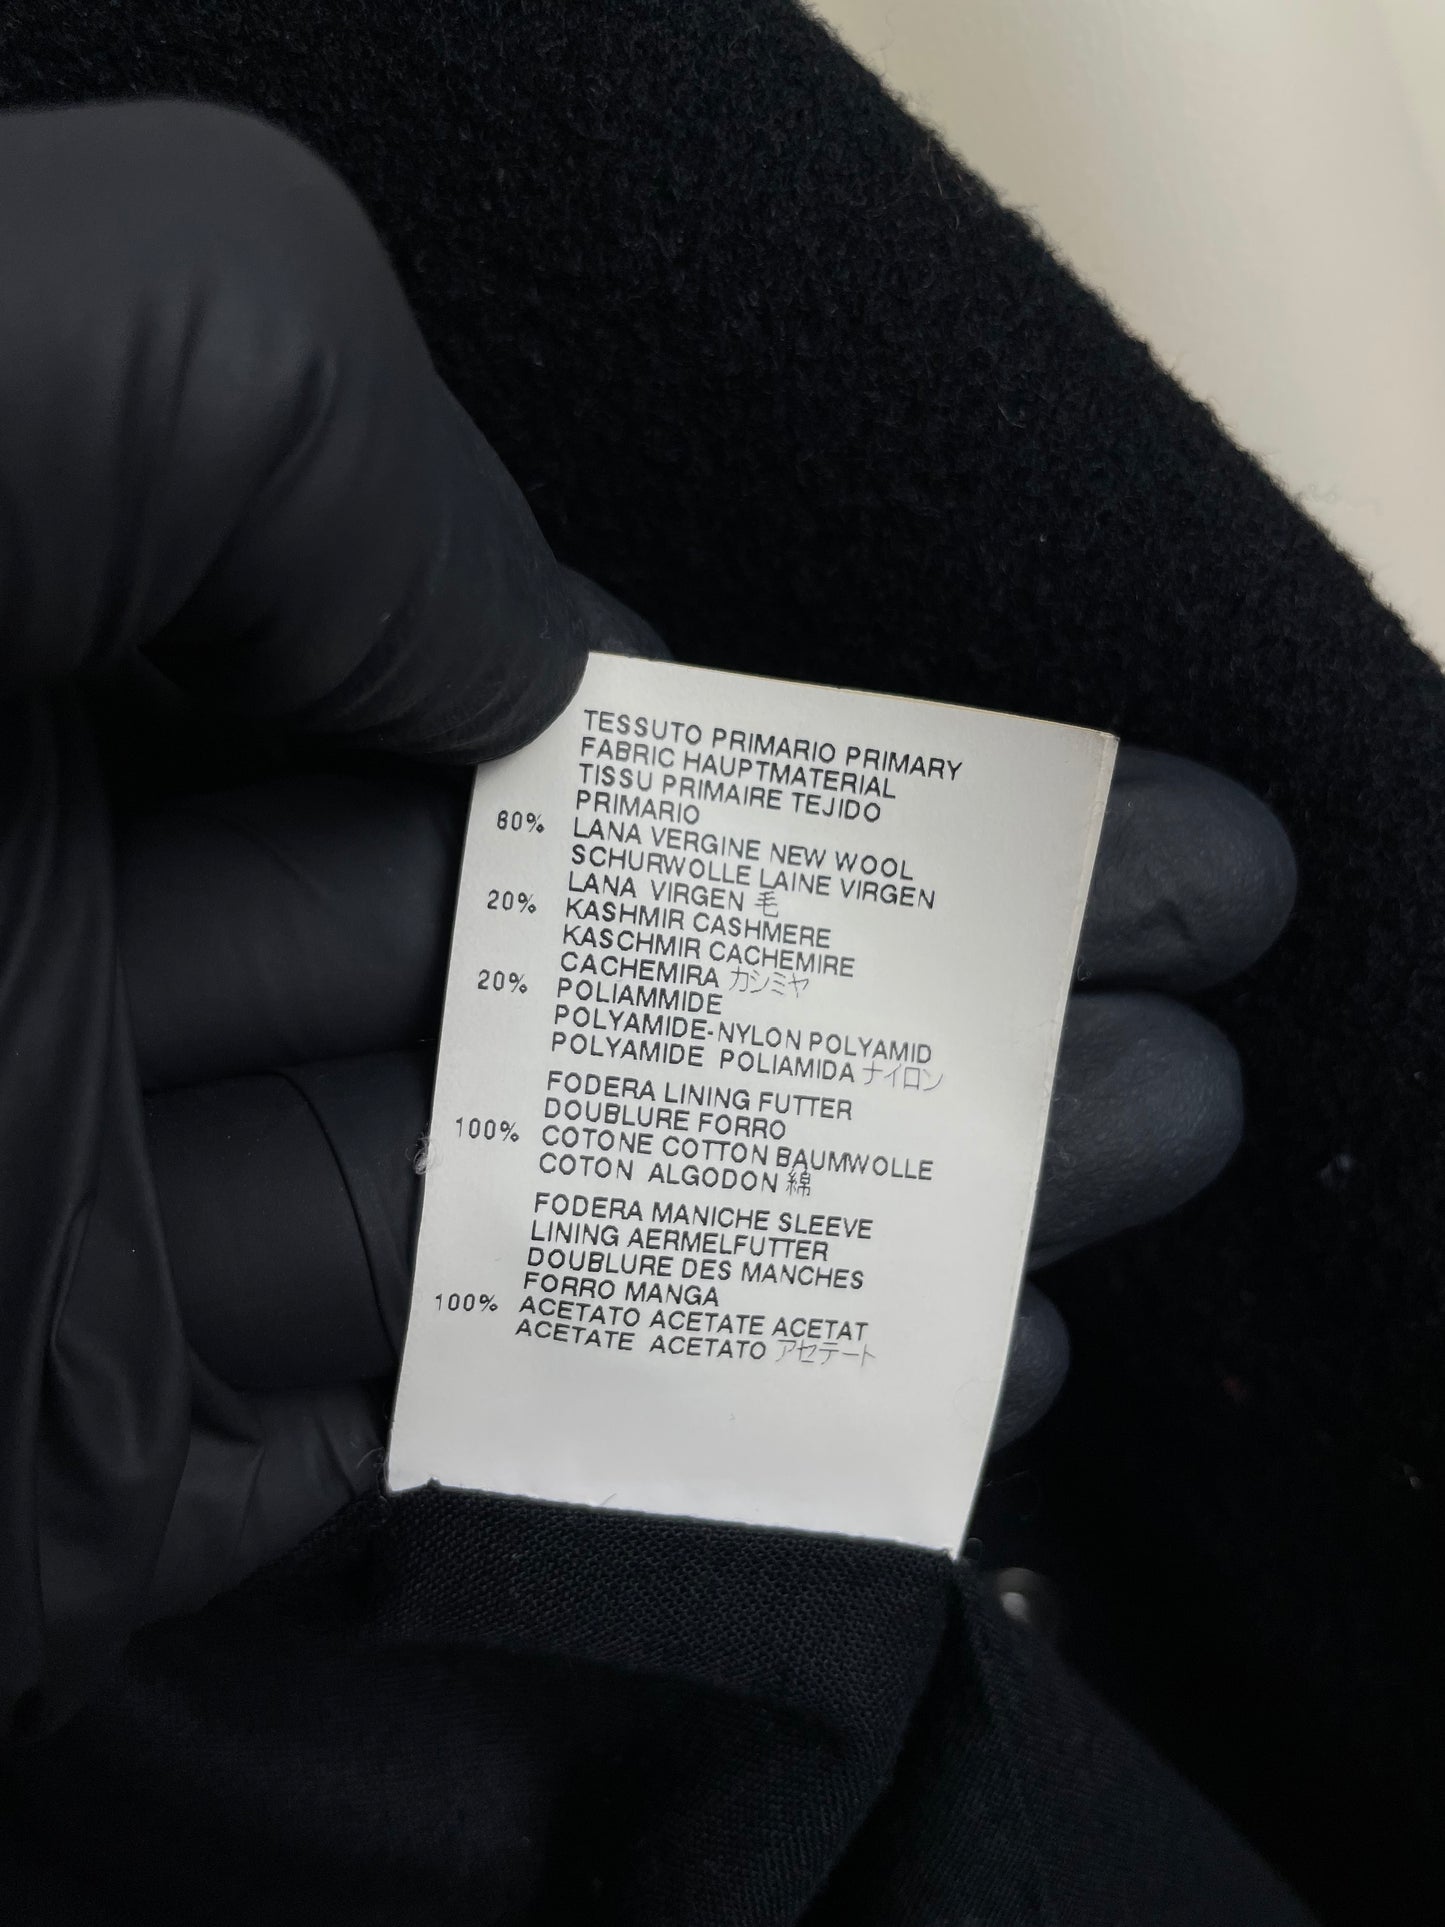 TESSUTO PRIMARIO PRIMARY
FABRIC HAUPTMATERIAL
TISSU PRIMAIRE TEJIDO
PRIMARIO
60% LANA VERGINE NEW WOOL
SCHURWOLLE LAINE VIRGEN
LANA VIRGEN 毛
20% KASHMIR CASHMERE
KASCHMIR CACHEMIRE
CACHEMIRA カシミヤ
20% POLIAMMIDE
POLYAMIDE-NYLON POLYAMID
POLYAMIDE POLIAMIDA ナイロン
FODERA LINING FUTTER
DOUBLURE FORRO
100% COTONE COTTON BAUMWOLLE
COTON ALGODON 綿
FODERA MANICHE SLEEVE
LINING AERMELFUTTER
DOUBLURE DES MANCHES
FORRO MANGA
100% ACETATO ACETATE ACETAT
ACETATE ACETATO アセテート